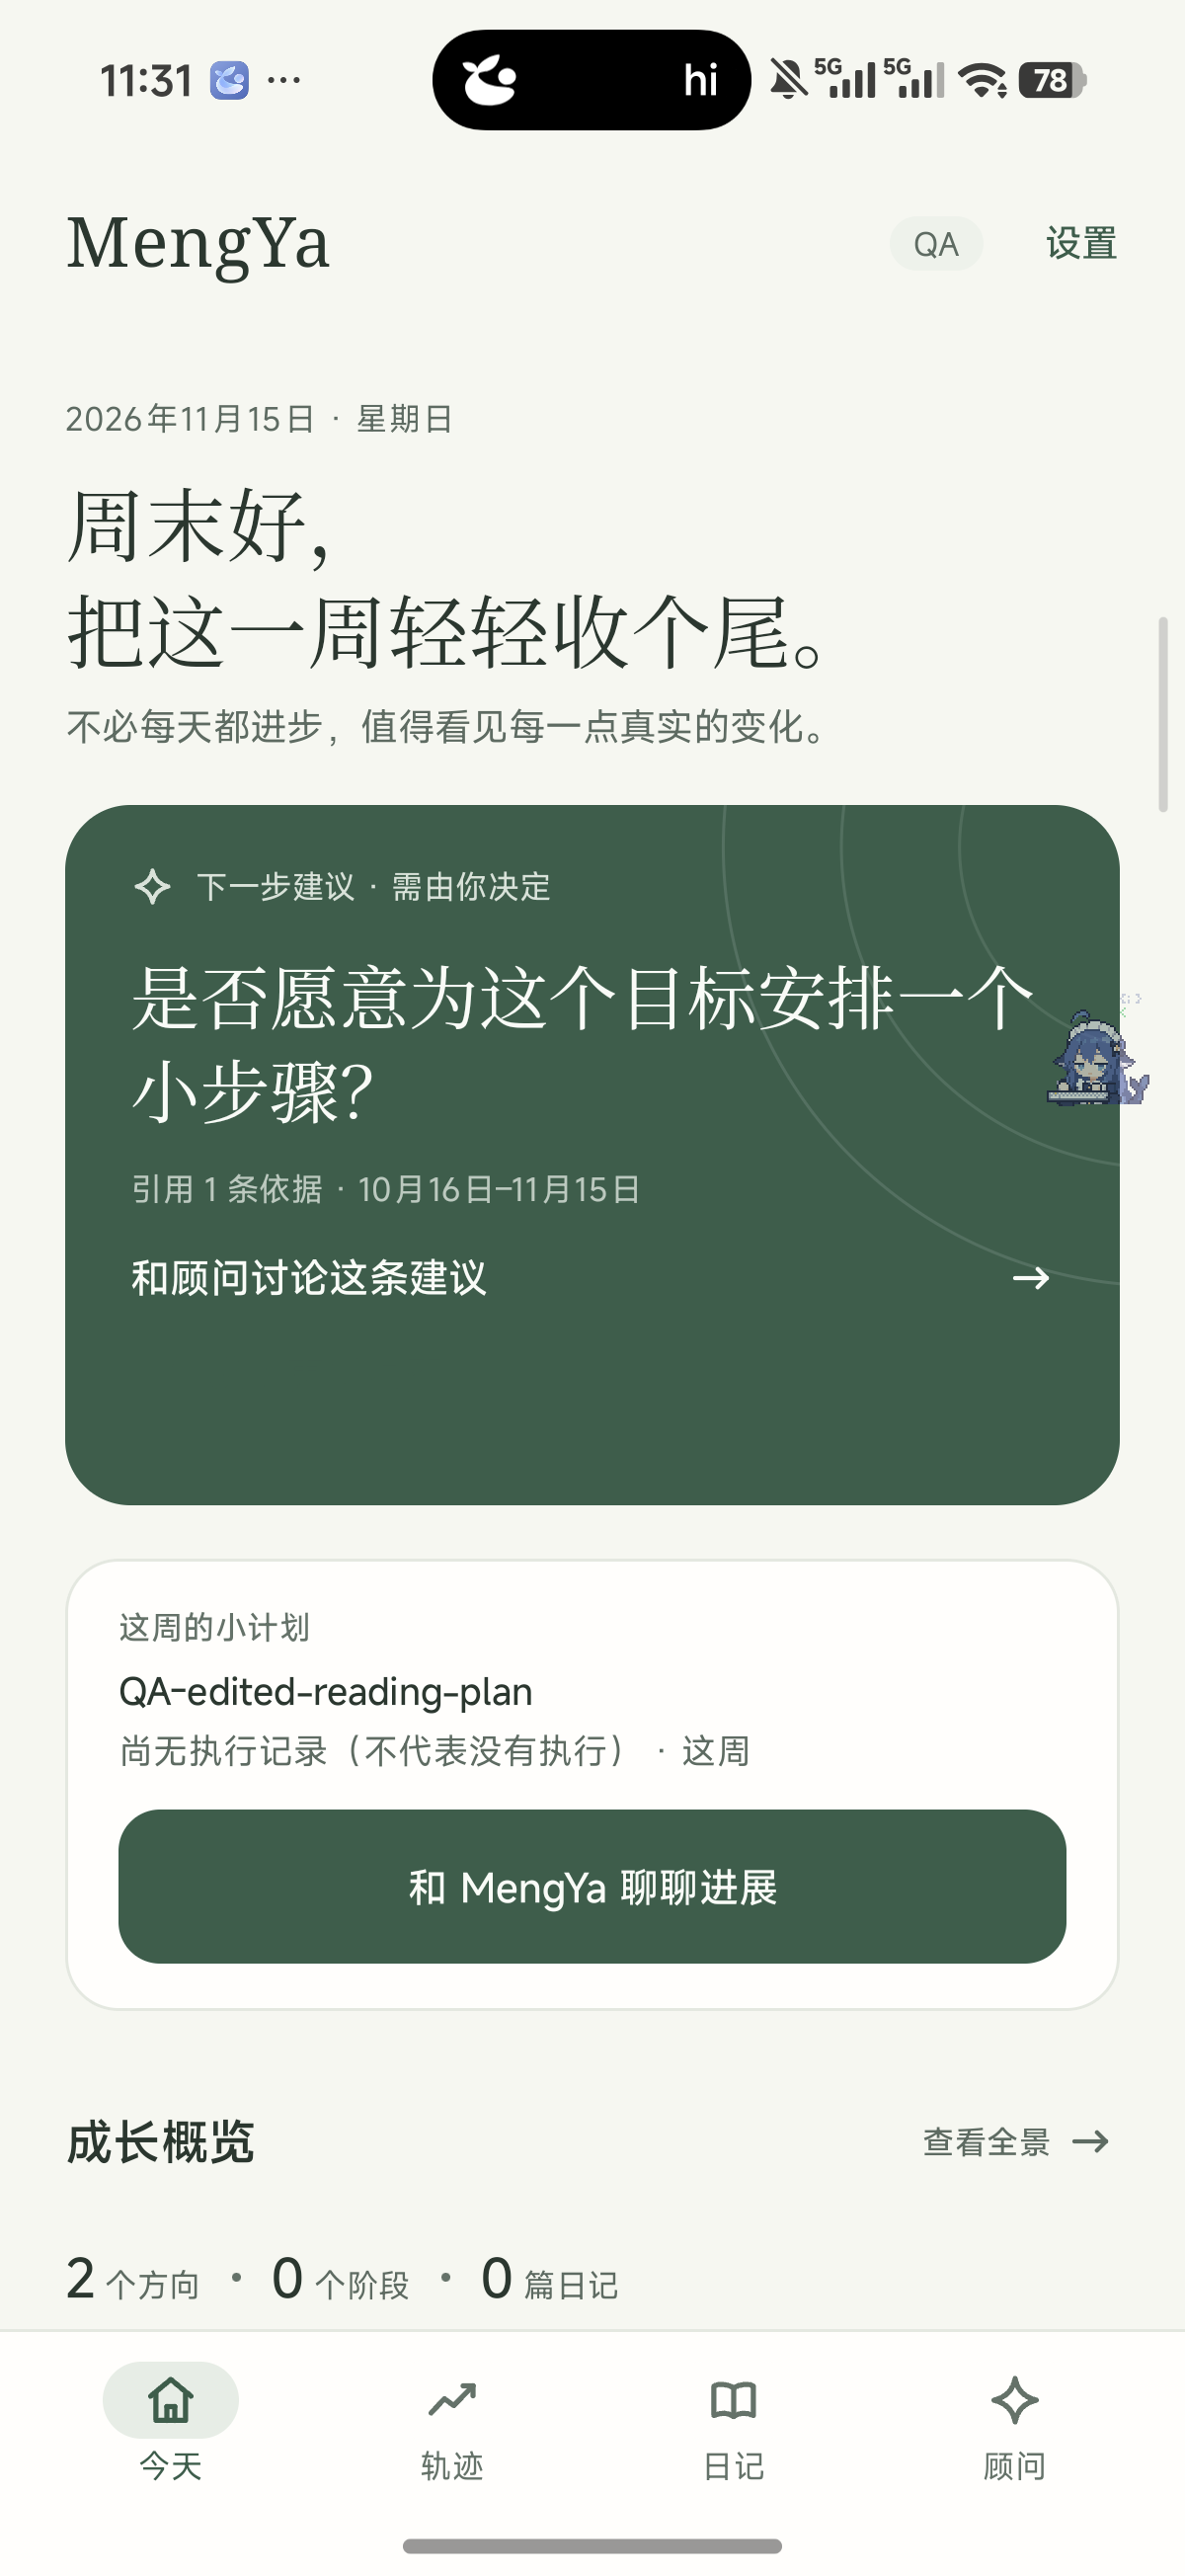 11:31 ···
hi
5G 5G 78
MengYa
QA 设置
2026年11月15日 · 星期日
周末好，
把这一周轻轻收个尾。
不必每天都进步，值得看见每一点真实的变化。
下一步建议 · 需由你决定
是否愿意为这个目标安排一个
小步骤？
引用 1 条依据 · 10月16日–11月15日
和顾问讨论这条建议 →
这周的小计划
QA-edited-reading-plan
尚无执行记录（不代表没有执行） · 这周
和 MengYa 聊聊进展
成长概览
查看全景 →
2 个方向 · 0 个阶段 · 0 篇日记
今天 轨迹 日记 顾问